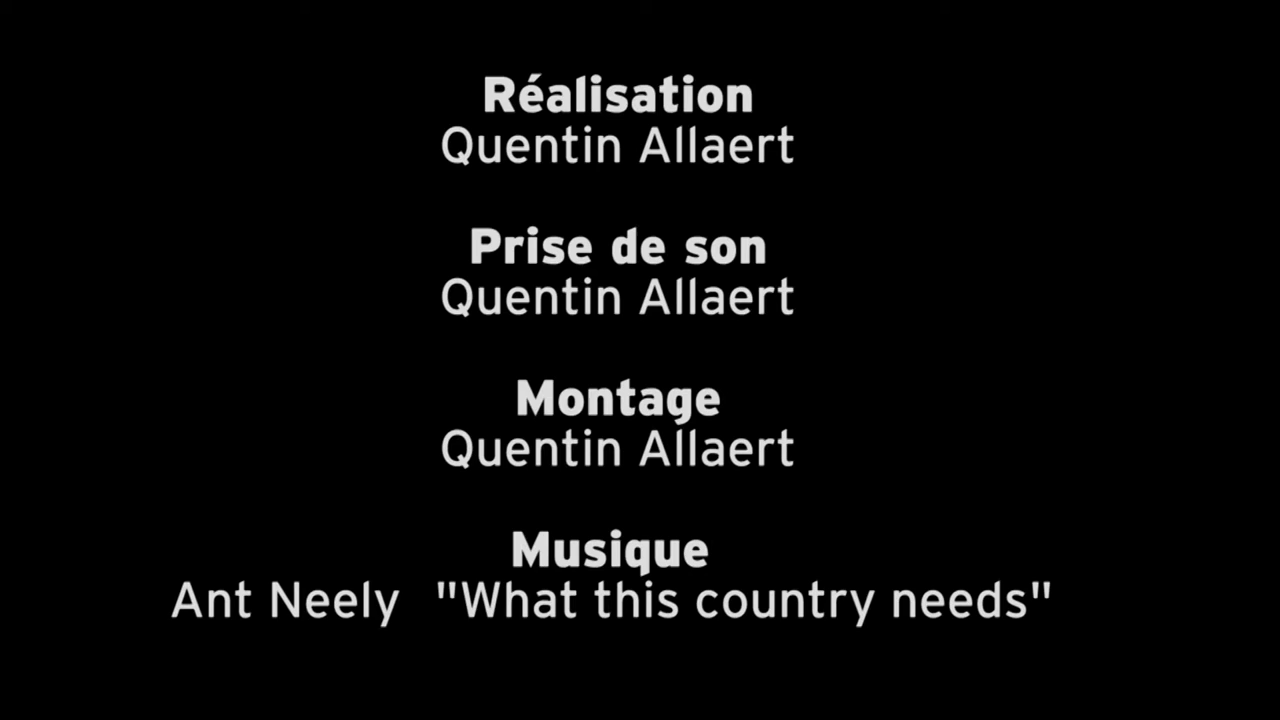 Réalisation
Quentin Allaert
Prise de son
Quentin Allaert
Montage
Quentin Allaert
Musique
Ant Neely "What this country needs"